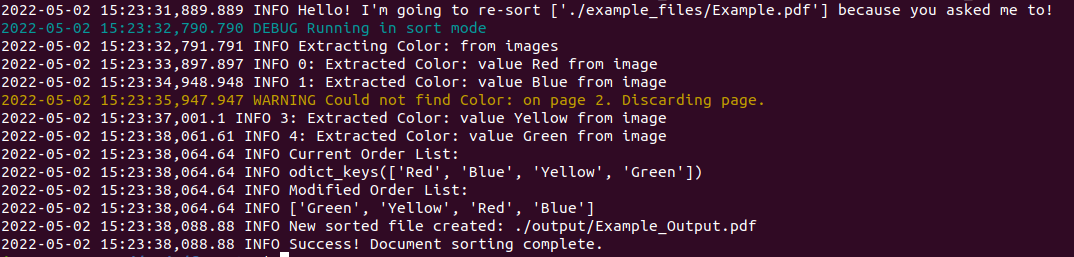 2022-05-02 15:23:31,889.889 INFO Hello! I'm going to re-sort ['./example_files/Example.pdf'] because you asked me to!
2022-05-02 15:23:32,790.790 DEBUG Running in sort mode
2022-05-02 15:23:32,791.791 INFO Extracting Color: from images
2022-05-02 15:23:33,897.897 INFO 0: Extracted Color: value Red from image
2022-05-02 15:23:34,948.948 INFO 1: Extracted Color: value Blue from image
2022-05-02 15:23:35,947.947 WARNING Could not find Color: on page 2. Discarding page.
2022-05-02 15:23:37,001.1 INFO 3: Extracted Color: value Yellow from image
2022-05-02 15:23:38,061.61 INFO 4: Extracted Color: value Green from image
2022-05-02 15:23:38,064.64 INFO Current Order List:
2022-05-02 15:23:38,064.64 INFO odict_keys(['Red', 'Blue', 'Yellow', 'Green'])
2022-05-02 15:23:38,064.64 INFO Modified Order List:
2022-05-02 15:23:38,064.64 INFO ['Green', 'Yellow', 'Red', 'Blue']
2022-05-02 15:23:38,088.88 INFO New sorted file created: ./output/Example_Output.pdf
2022-05-02 15:23:38,088.88 INFO Success! Document sorting complete.